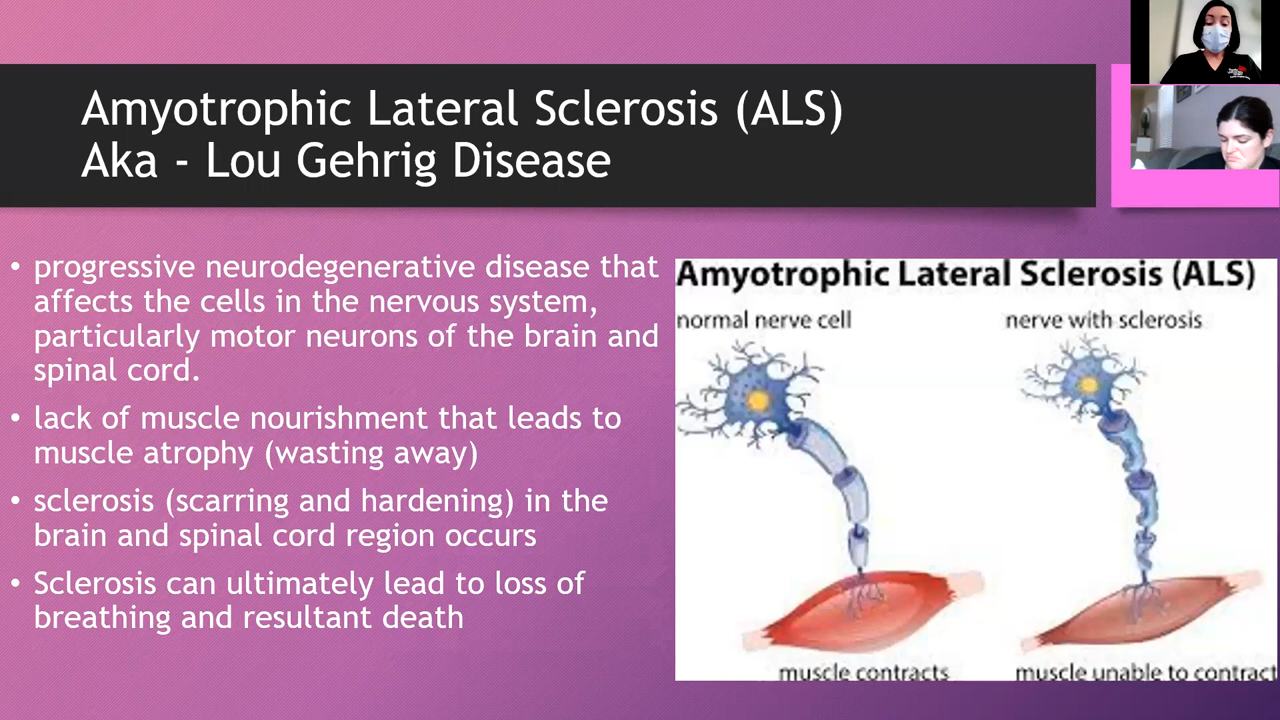 Amyotrophic Lateral Sclerosis (ALS)
Aka - Lou Gehrig Disease
• progressive neurodegenerative disease that
affects the cells in the nervous system,
particularly motor neurons of the brain and
spinal cord.
• lack of muscle nourishment that leads to
muscle atrophy (wasting away)
• sclerosis (scarring and hardening) in the
brain and spinal cord region occurs
• Sclerosis can ultimately lead to loss of
breathing and resultant death
Amyotrophic Lateral Sclerosis (ALS)
normal nerve cell
nerve with sclerosis
muscle contracts
muscle unable to contract